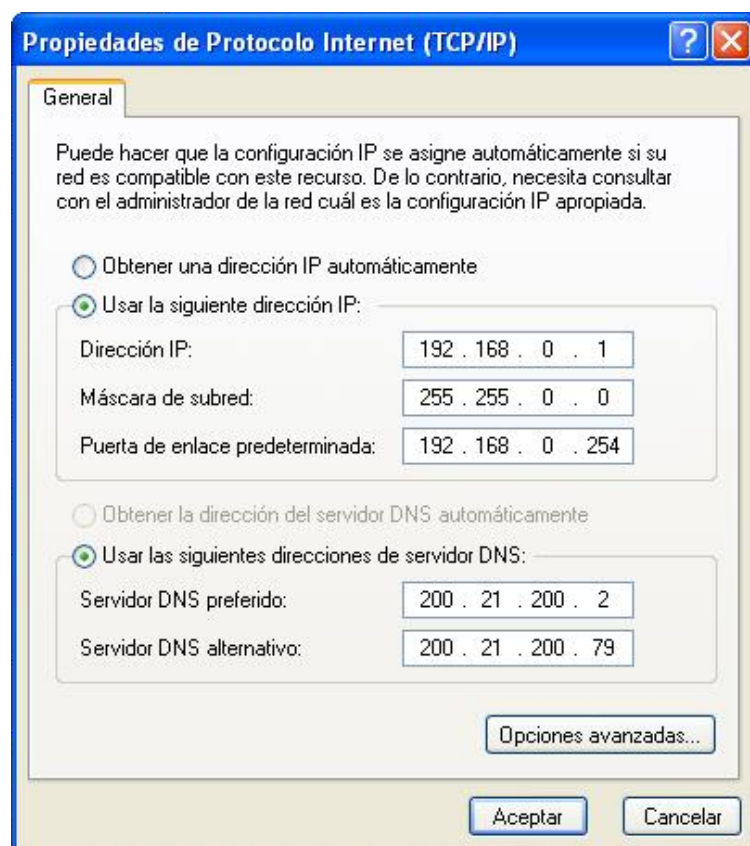 Propiedades de Protocolo Internet (TCP/IP)
General
Puede hacer que la configuración IP se asigne automáticamente si su
red es compatible con este recurso. De lo contrario, necesita consultar
con el administrador de la red cuál es la configuración IP apropiada.
Obtener una dirección IP automáticamente
Usar la siguiente dirección IP:
Dirección IP: 192 . 168 . 0 . 1
Máscara de subred: 255 . 255 . 0 . 0
Puerta de enlace predeterminada: 192 . 168 . 0 . 254
Obtener la dirección del servidor DNS automáticamente
Usar las siguientes direcciones de servidor DNS:
Servidor DNS preferido: 200 . 21 . 200 . 2
Servidor DNS alternativo: 200 . 21 . 200 . 79
Opciones avanzadas...
Aceptar Cancelar